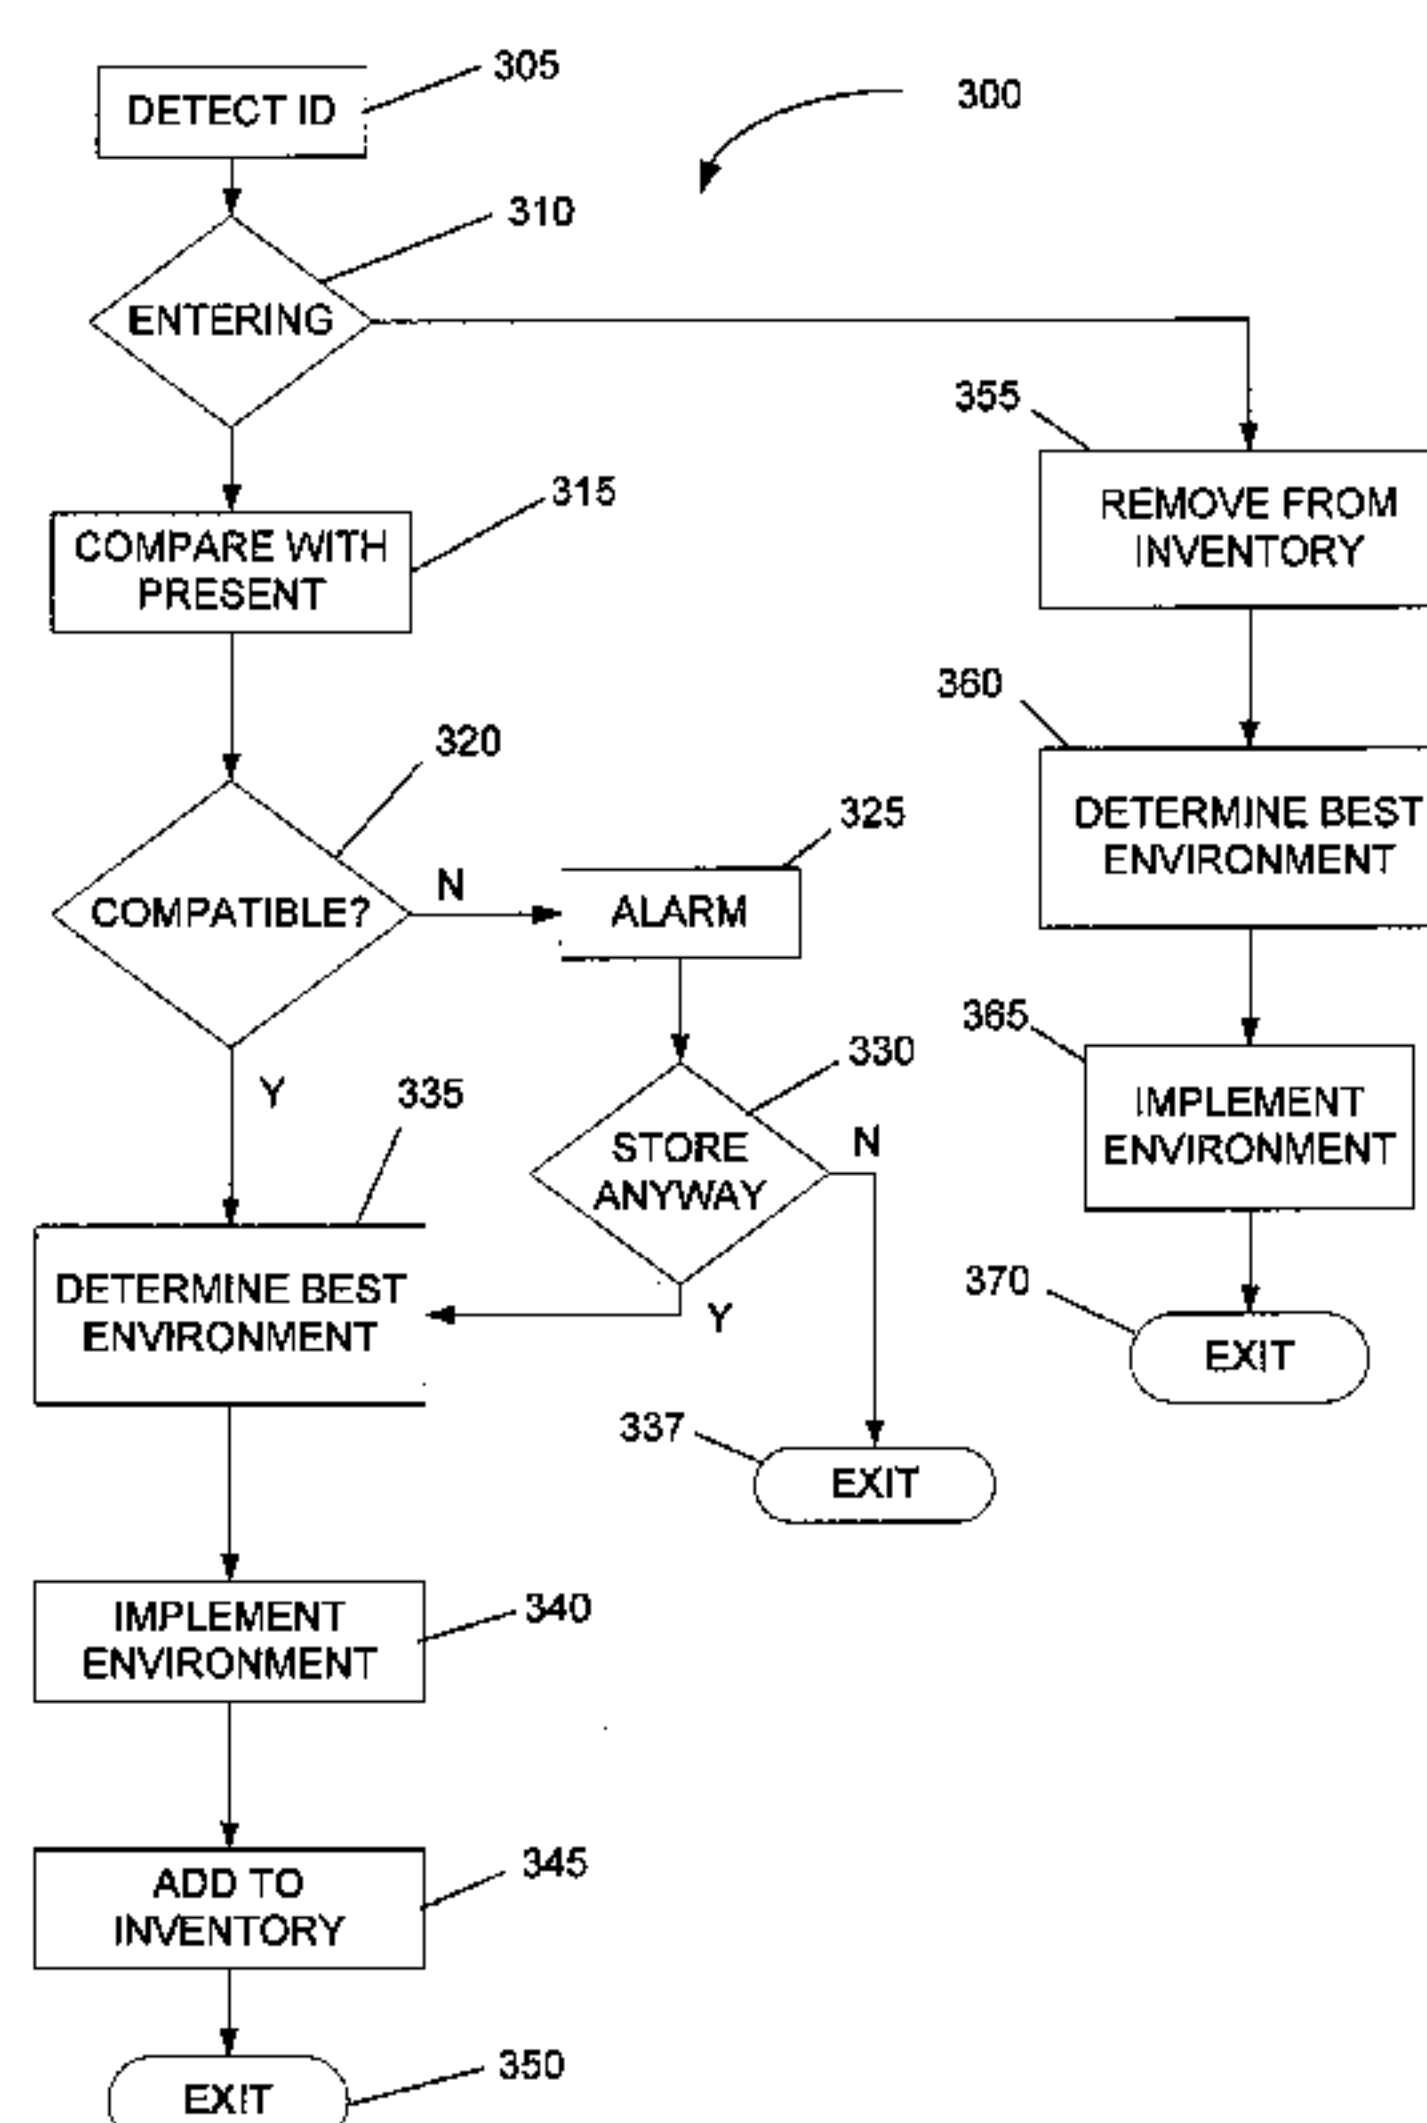 305
DETECT ID
300
310
ENTERING
355
315
COMPARE WITH
PRESENT
REMOVE FROM
INVENTORY
360
320
325
DETERMINE BEST
ENVIRONMENT
N
COMPATIBLE?
ALARM
365
330
Y
335
STORE
ANYWAY
N
IMPLEMENT
ENVIRONMENT
370
DETERMINE BEST
ENVIRONMENT
Y
EXIT
337
EXIT
340
IMPLEMENT
ENVIRONMENT
345
ADD TO
INVENTORY
350
EXIT